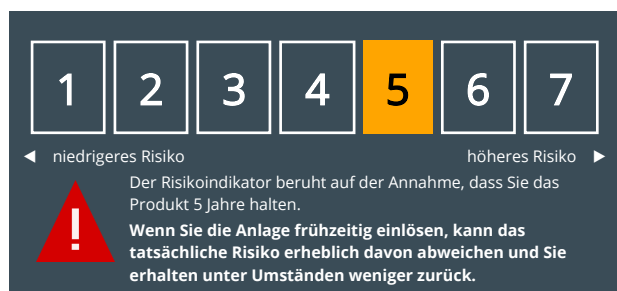 1 2 3 4 5 6 7
niedrigeres Risiko höheres Risiko
Der Risikoindikator beruht auf der Annahme, dass Sie das
Produkt 5 Jahre halten.
Wenn Sie die Anlage frühzeitig einlösen, kann das
tatsächliche Risiko erheblich davon abweichen und Sie
erhalten unter Umständen weniger zurück.